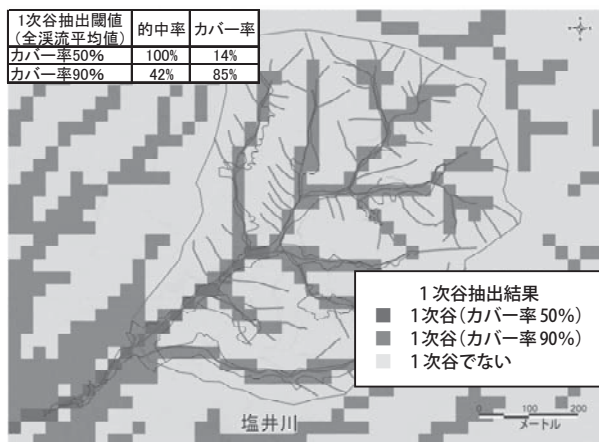 1次谷抽出閾値
(全渓流平均値) 的中率 カバー率
カバー率50% 100% 14%
カバー率90% 42% 85%
1次谷抽出結果
1次谷(カバー率50%)
1次谷(カバー率90%)
1次谷でない
塩井川
0 100 200
メートル